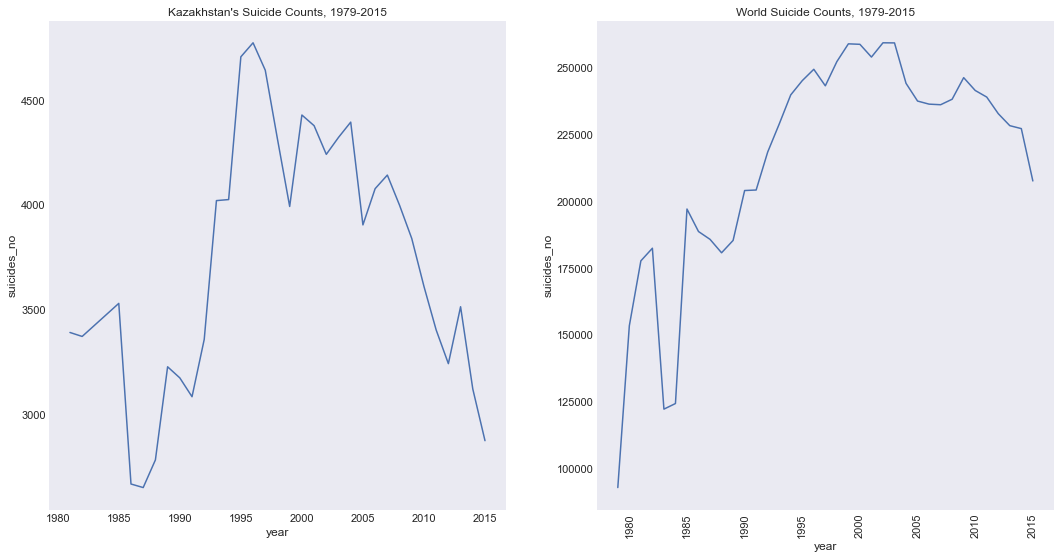 Kazakhstan's Suicide Counts, 1979-2015
4500
4000
3500
3000
suicides_no
1980 1985 1990 1995 2000 2005 2010 2015
year
World Suicide Counts, 1979-2015
250000
225000
200000
175000
150000
125000
100000
suicides_no
1980 1985 1990 1995 2000 2005 2010 2015
year